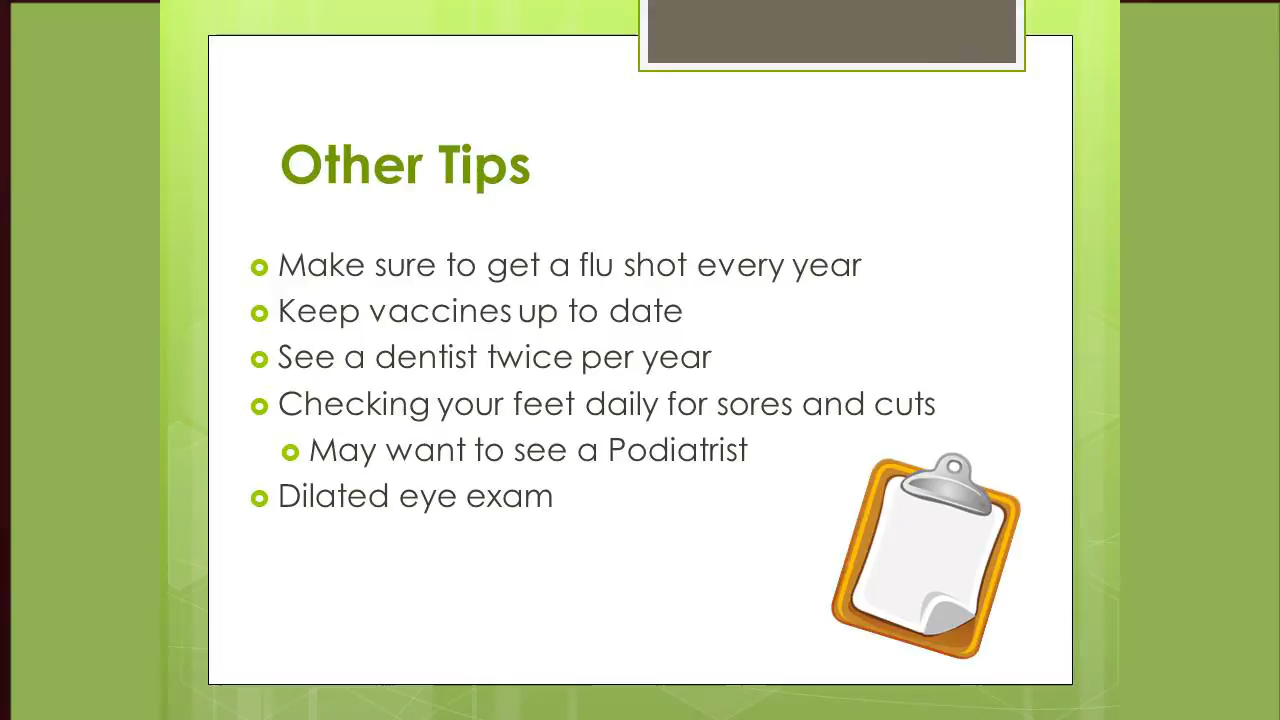 Other Tips
Make sure to get a flu shot every year
Keep vaccines up to date
See a dentist twice per year
Checking your feet daily for sores and cuts
May want to see a Podiatrist
Dilated eye exam